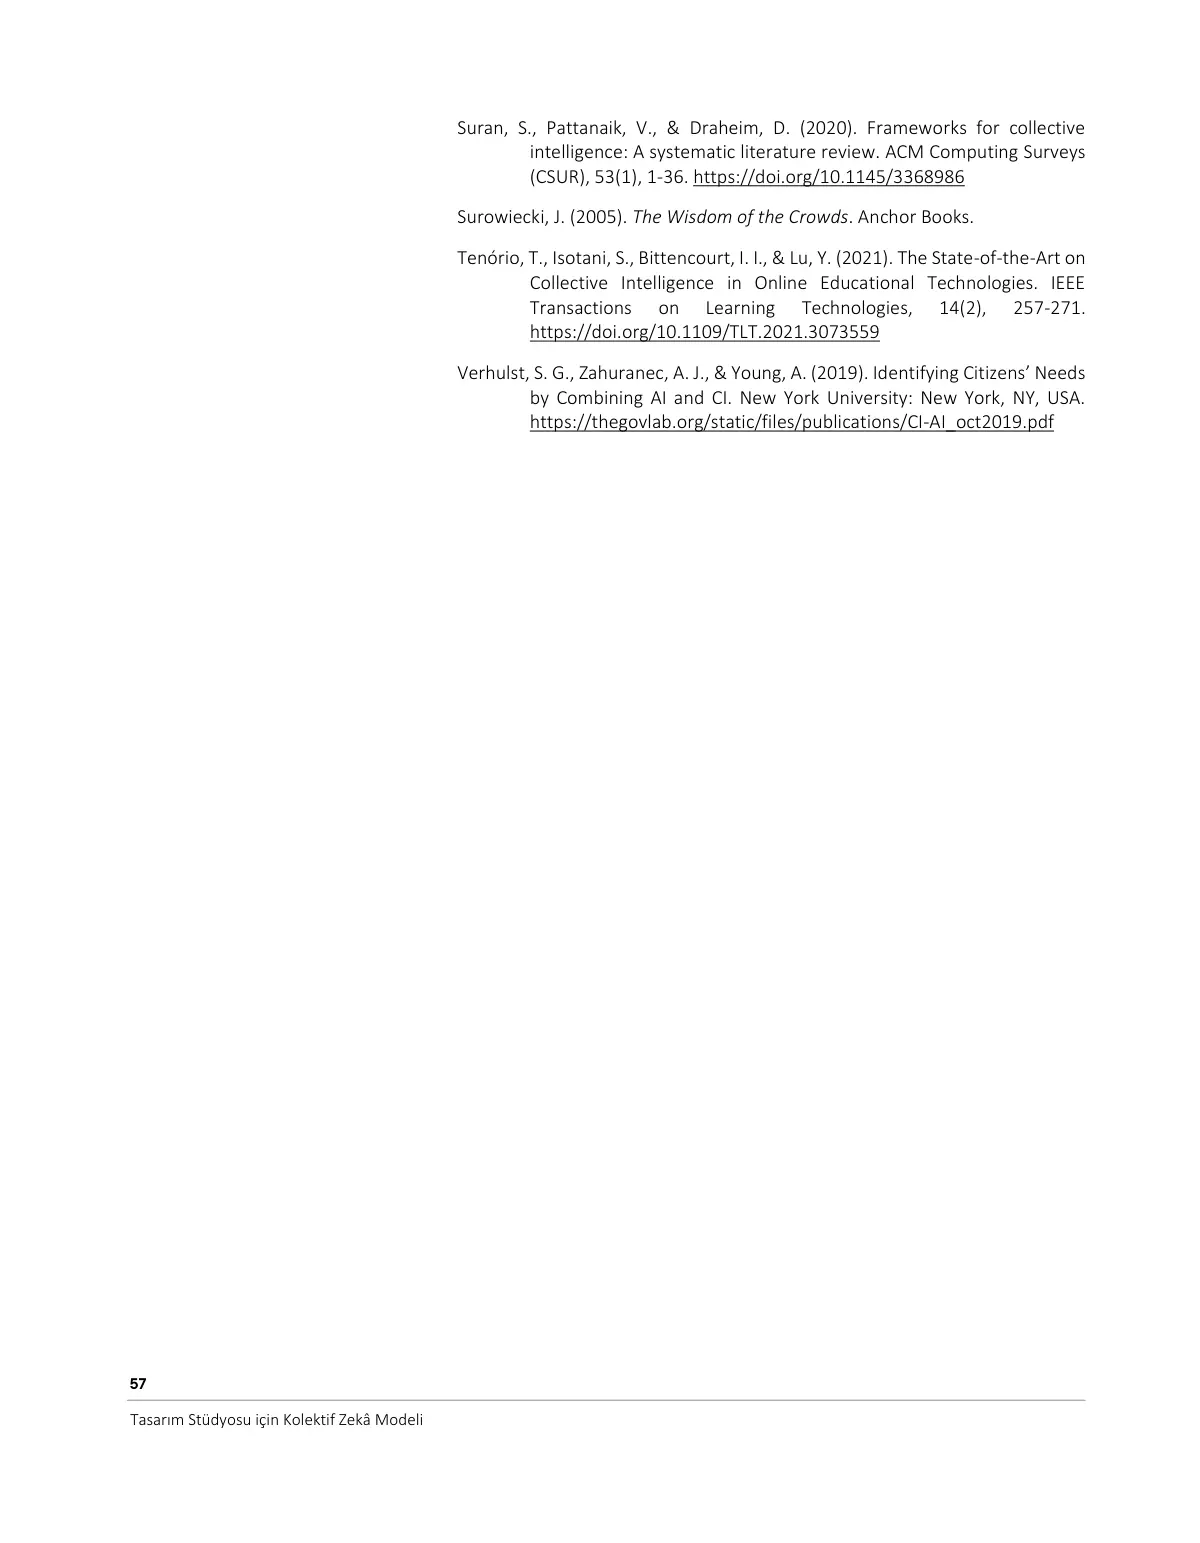 Suran, S., Pattanaik, V., & Draheim, D. (2020). Frameworks for collective
intelligence: A systematic literature review. ACM Computing Surveys
(CSUR), 53(1), 1-36. https://doi.org/10.1145/3368986
Surowiecki, J. (2005). The Wisdom of the Crowds. Anchor Books.
Tenório, T., Isotani, S., Bittencourt, I. I., & Lu, Y. (2021). The State-of-the-Art on
Collective Intelligence in Online Educational Technologies. IEEE
Transactions on Learning Technologies, 14(2), 257-271.
https://doi.org/10.1109/TLT.2021.3073559
Verhulst, S. G., Zahuranec, A. J., & Young, A. (2019). Identifying Citizens’ Needs
by Combining AI and CI. New York University: New York, NY, USA.
https://thegovlab.org/static/files/publications/CI-AI_oct2019.pdf
57
Tasarım Stüdyosu için Kolektif Zekâ Modeli